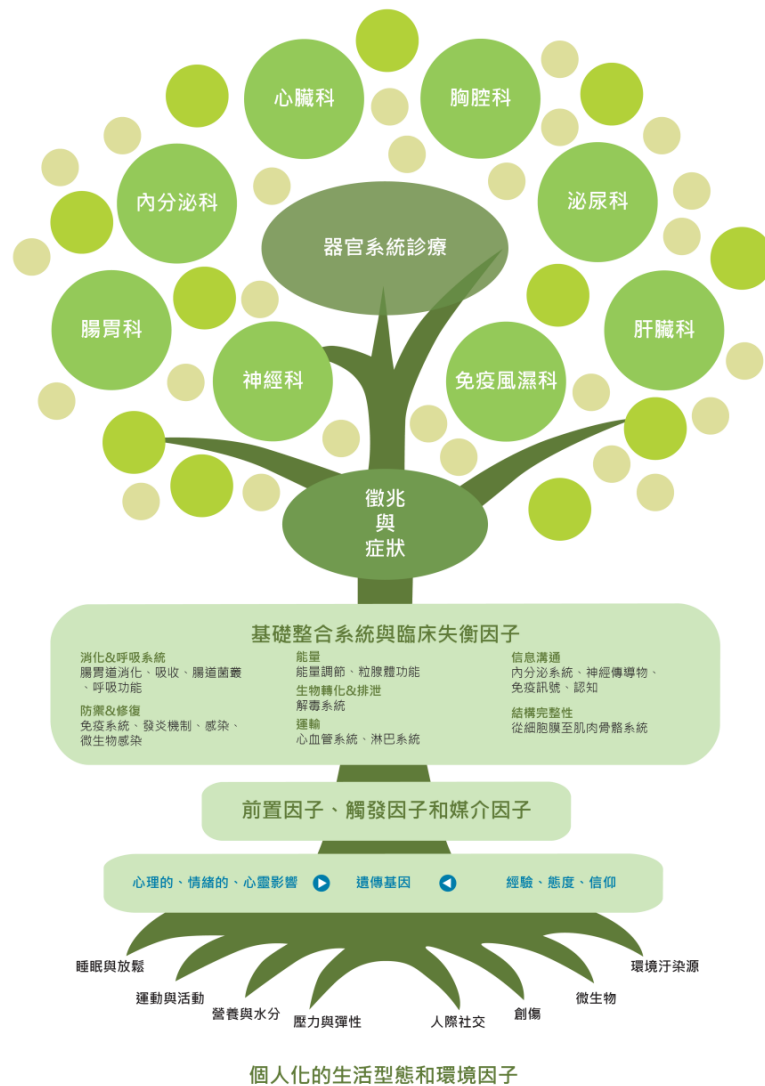 心臟科
胸腔科
內分泌科
泌尿科
器官系統診療
腸胃科
肝臟科
神經科
免疫風濕科
徵兆
與
症狀
基礎整合系統與臨床失衡因子
消化&呼吸系統
腸胃道消化、吸收、腸道菌叢
、呼吸功能
防禦&修復
免疫系統、發炎機制、感染、
微生物感染
能量
能量調節、粒腺體功能
生物轉化&排泄
解毒系統
運輸
心血管系統、淋巴系統
信息溝通
內分泌系統、神經傳導物、
免疫訊號、認知
結構完整性
從細胞膜至肌肉骨骼系統
前置因子、觸發因子和媒介因子
心理的、情緒的、心靈影響
遺傳基因
經驗、態度、信仰
睡眠與放鬆
運動與活動
營養與水分
壓力與彈性
人際社交
創傷
微生物
環境汙染源
個人化的生活型態和環境因子